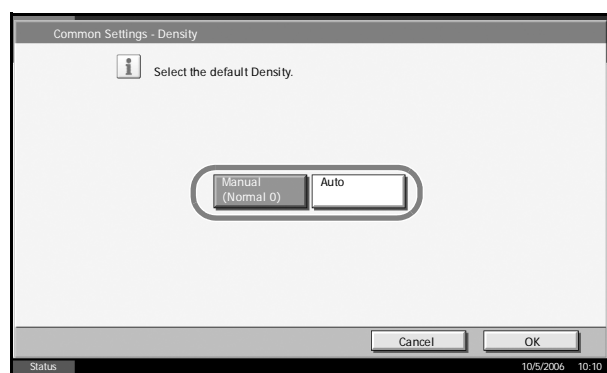 Common Settings - Density
i
Select the default Density.
Manual
(Normal 0)
Auto
Cancel
OK
Status
10/5/2006 10:10